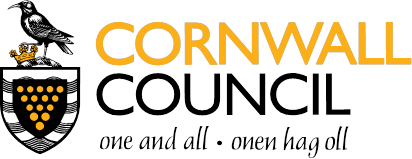 CORNWALL
COUNCIL
one and all • onen hag oll